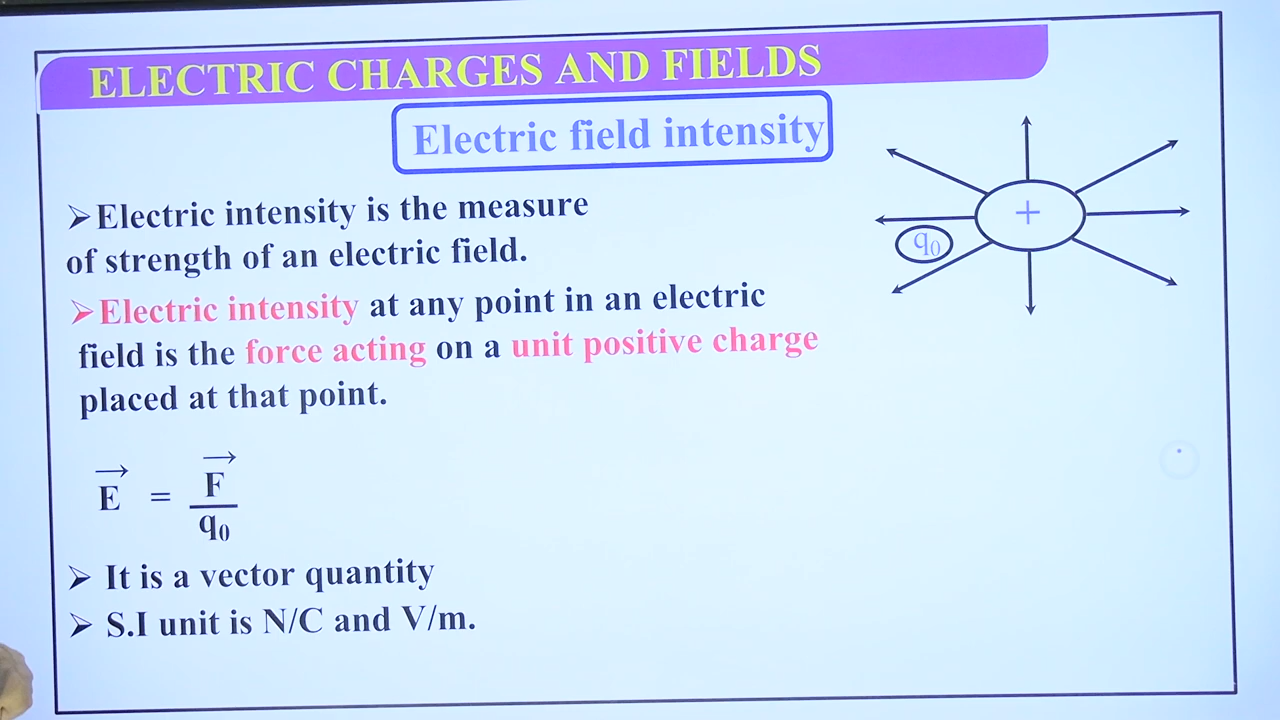 ELECTRIC CHARGES AND FIELDS
Electric field intensity
➢Electric intensity is the measure
of strength of an electric field.
➢Electric intensity at any point in an electric
field is the force acting on a unit positive charge
placed at that point.
E⃗ = F⃗ / q₀
➢ It is a vector quantity
➢ S.I unit is N/C and V/m.
+
q₀